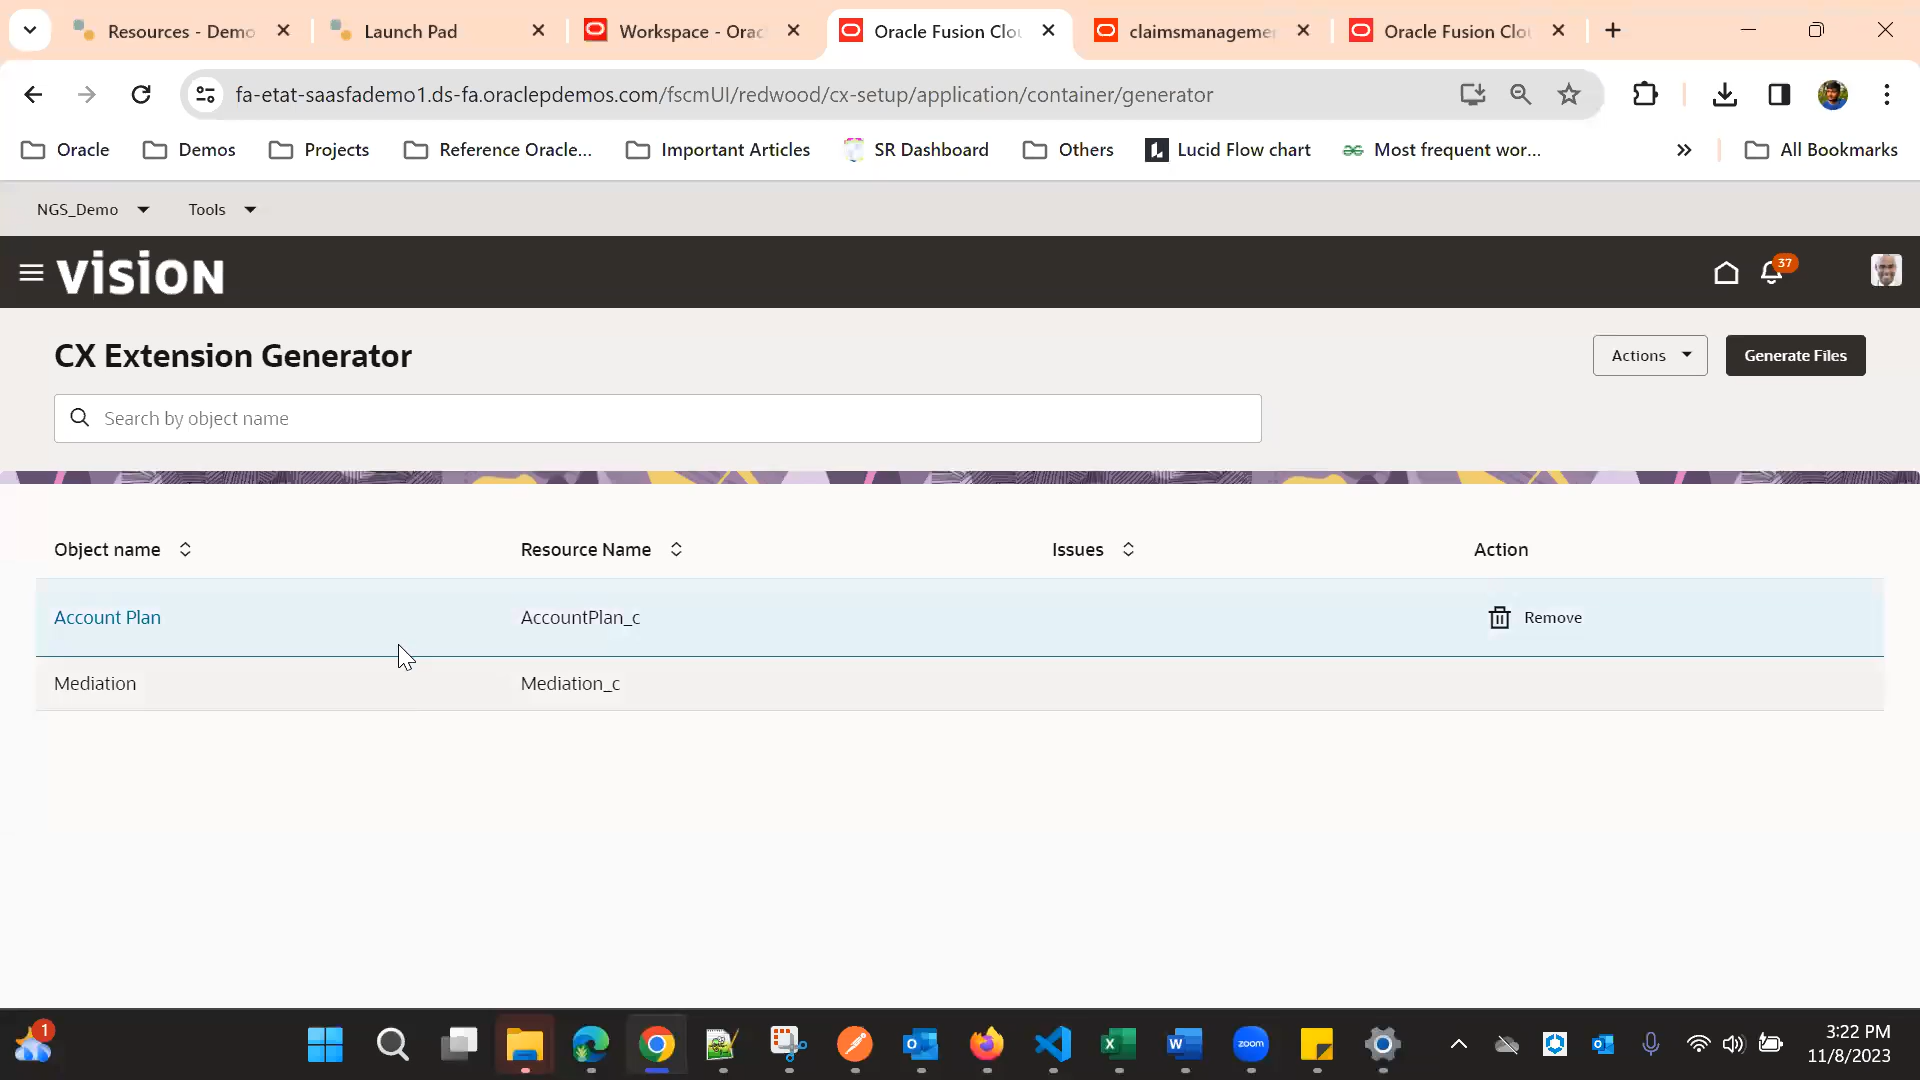 Resources - Demo
Launch Pad
Workspace - Orac
Oracle Fusion Clou
claimsmanageme
Oracle Fusion Clo
fa-etat-saasfademo1.ds-fa.oraclepdemos.com/fscmUI/redwood/cx-setup/application/container/generator
Oracle
Demos
Projects
Reference Oracle...
Important Articles
SR Dashboard
Others
Lucid Flow chart
Most frequent wor...
All Bookmarks
NGS_Demo
Tools
VISION
37
CX Extension Generator
Actions
Generate Files
Search by object name
Object name
Resource Name
Issues
Action
Account Plan
AccountPlan_c
Remove
Mediation
Mediation_c
1
zoom
3:22 PM
11/8/2023